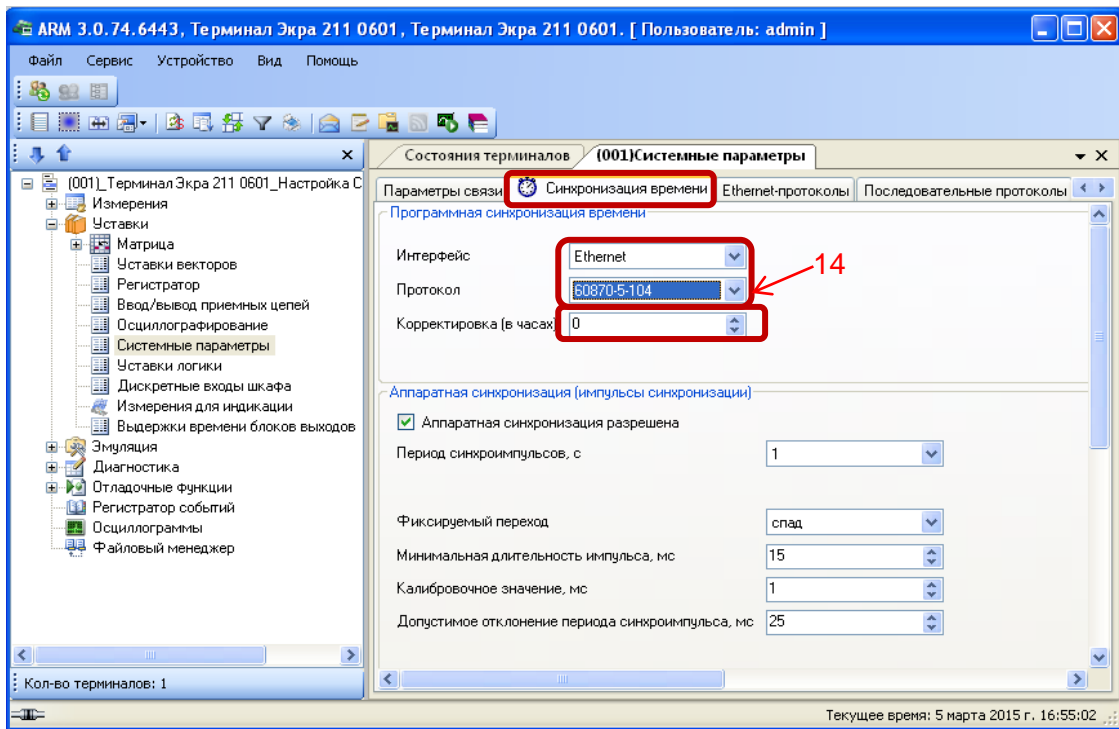 ARM 3.0.74.6443, Терминал Экра 211 0601, Терминал Экра 211 0601. [ Пользователь: admin ]
Файл Сервис Устройство Вид Помощь
Состояния терминалов (001)Системные параметры
(001)_Терминал Экра 211 0601_Настройка С
Измерения
Уставки
Матрица
Уставки векторов
Регистратор
Ввод/вывод приемных цепей
Осциллографирование
Системные параметры
Уставки логики
Дискретные входы шкафа
Измерения для индикации
Выдержки времени блоков выходов
Эмуляция
Диагностика
Отладочные функции
Регистратор событий
Осциллограммы
Файловый менеджер
Кол-во терминалов: 1
Параметры связи Синхронизация времени Ethernet-протоколы Последовательные протоколы
Программная синхронизация времени
Интерфейс Ethernet
14
Протокол 60870-5-104
Корректировка (в часах) 0
Аппаратная синхронизация (импульсы синхронизации)
Аппаратная синхронизация разрешена
Период синхроимпульсов, с 1
Фиксируемый переход спад
Минимальная длительность импульса, мс 15
Калибровочное значение, мс 1
Допустимое отклонение периода синхроимпульса, мс 25
Текущее время: 5 марта 2015 г. 16:55:02